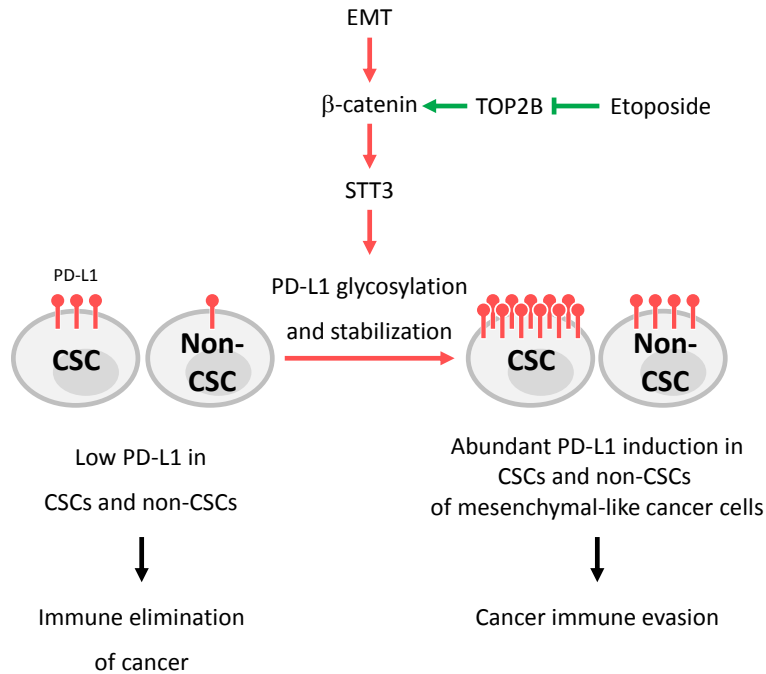 EMT
β-catenin
TOP2B
Etoposide
STT3
PD-L1
PD-L1 glycosylation
and stabilization
CSC
Non-
CSC
CSC
Non-
CSC
Low PD-L1 in
CSCs and non-CSCs
Abundant PD-L1 induction in
CSCs and non-CSCs
of mesenchymal-like cancer cells
Immune elimination
of cancer
Cancer immune evasion